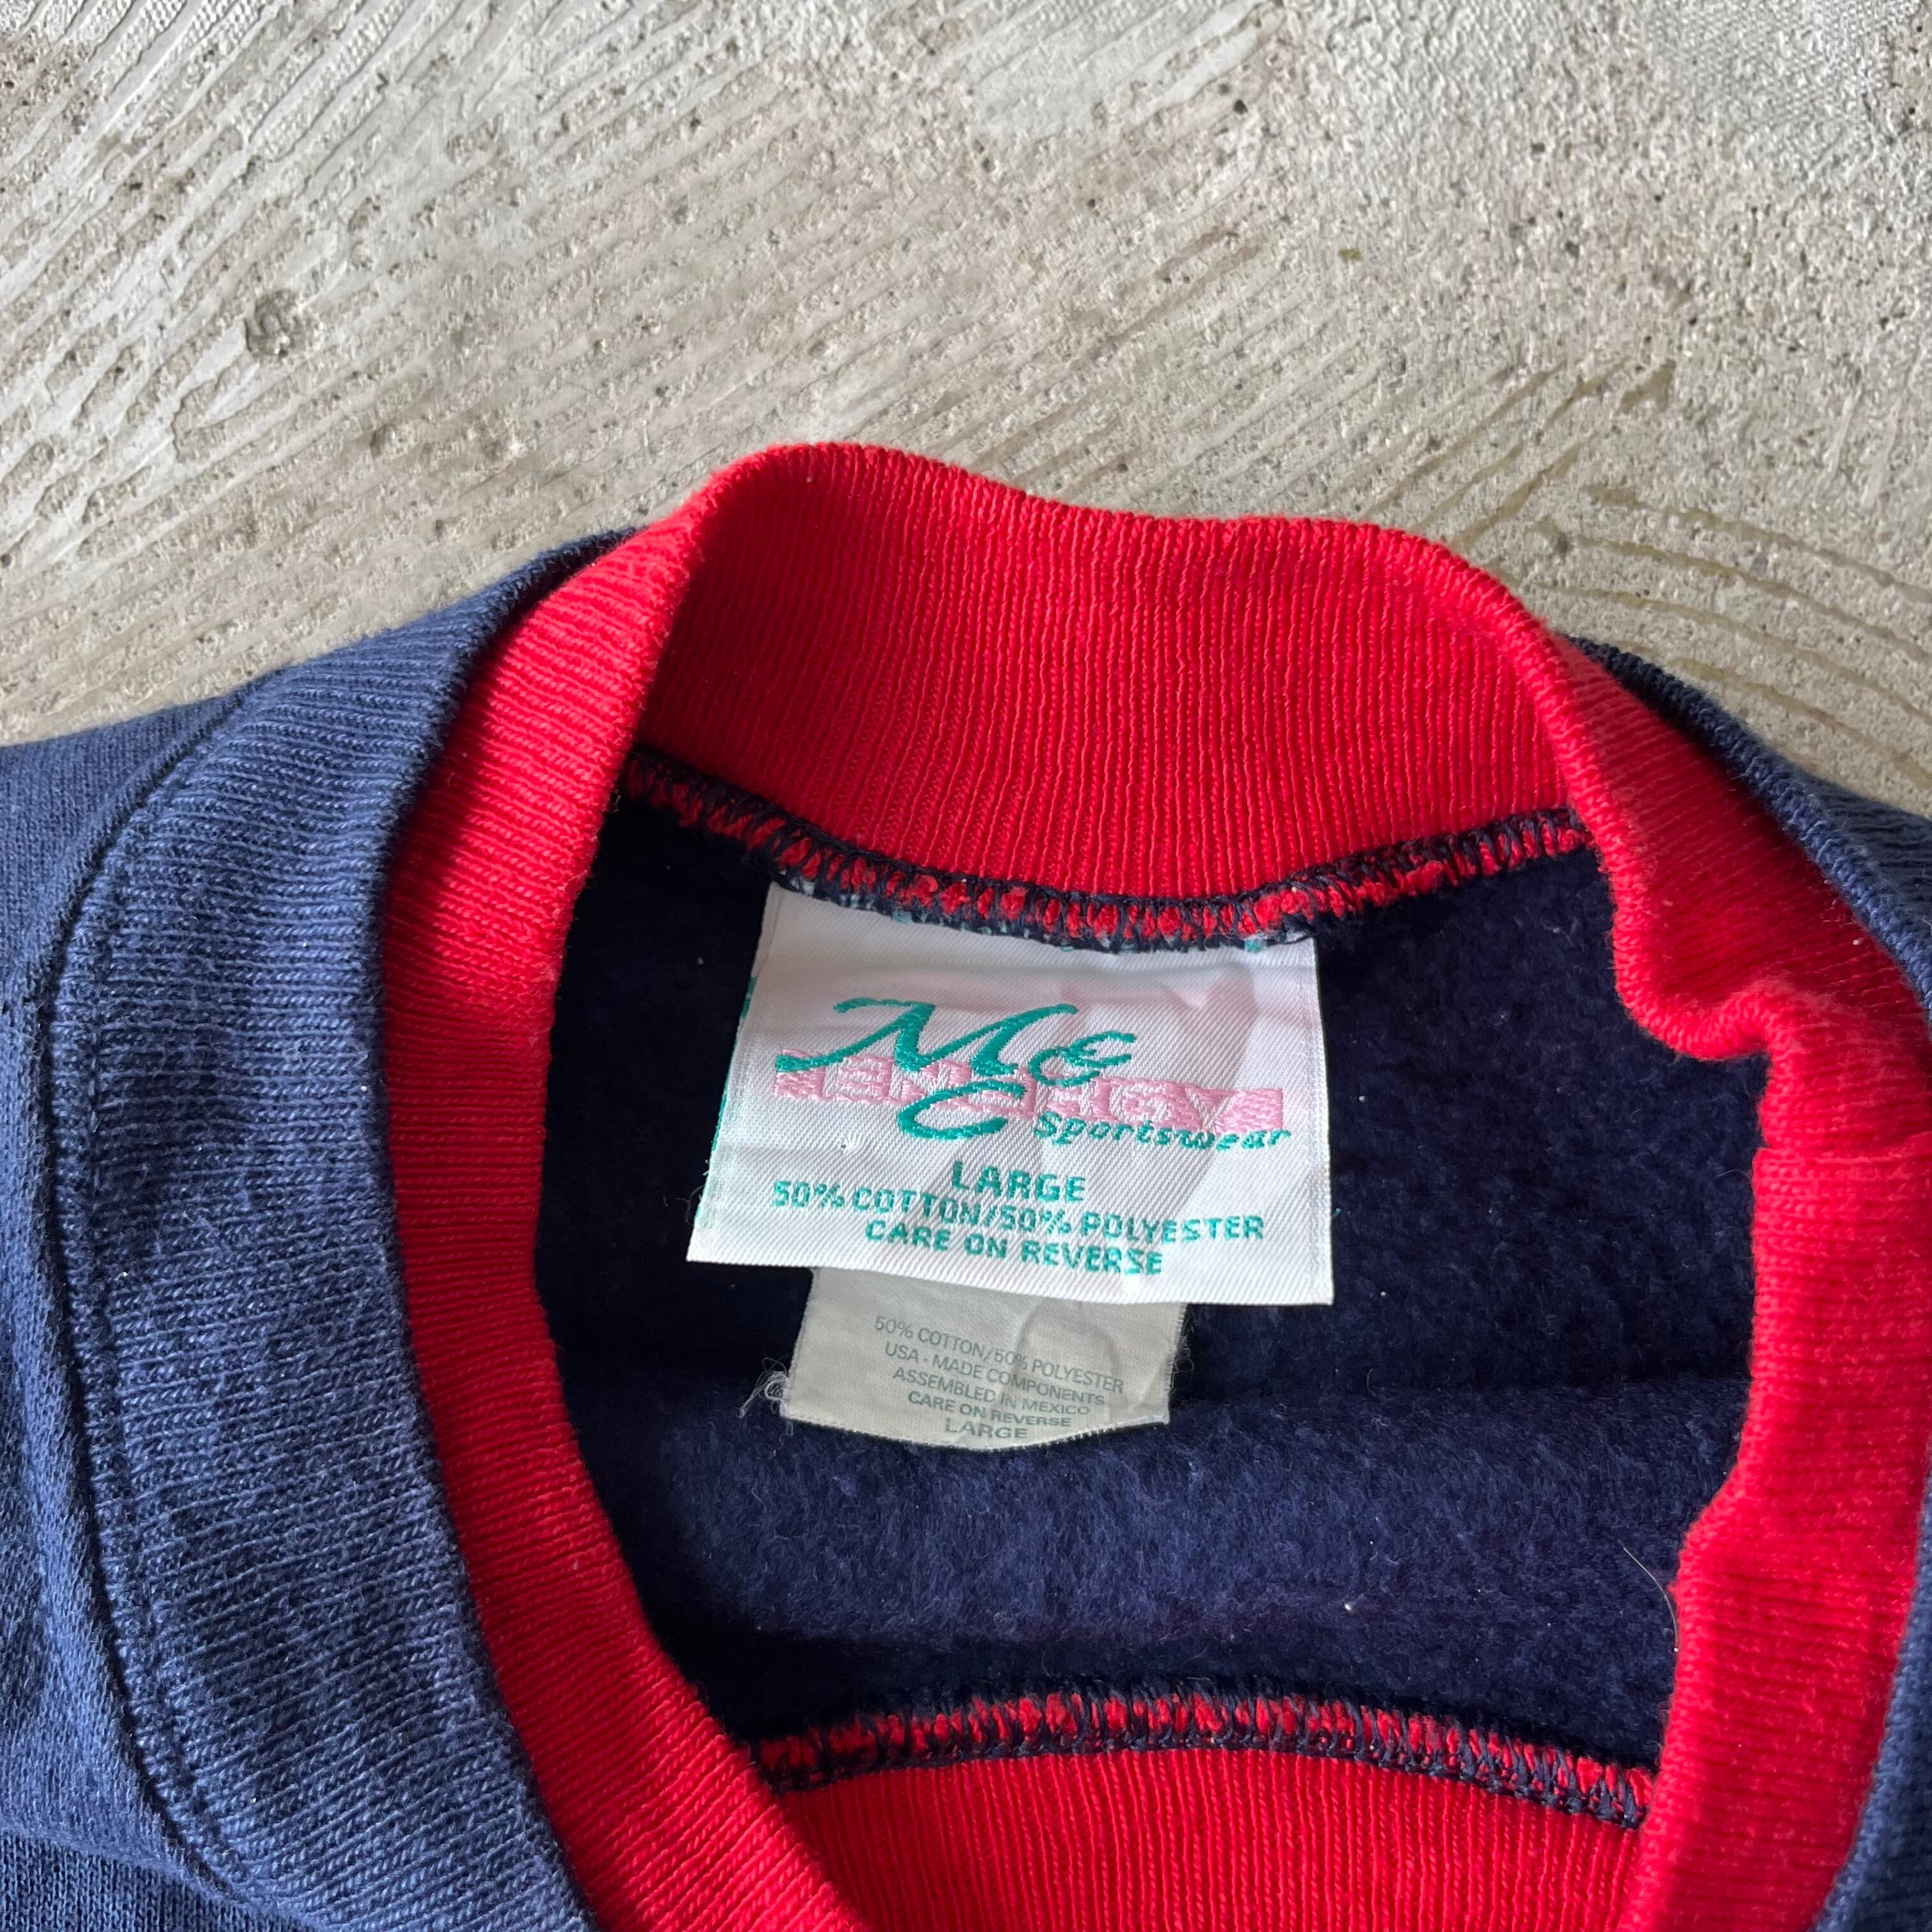 M &
ENERGY
C Sportswear
LARGE
50% COTTON/50% POLYESTER
CARE ON REVERSE
50% COTTON/50% POLYESTER
USA - MADE COMPONENTS
ASSEMBLED IN MEXICO
CARE ON REVERSE
LARGE